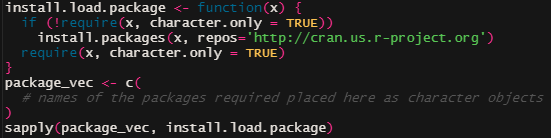 install.load.package <- function(x) {
  if (!require(x, character.only = TRUE))
    install.packages(x, repos='http://cran.us.r-project.org')
  require(x, character.only = TRUE)
}
package_vec <- c(
  # names of the packages required placed here as character objects
)
sapply(package_vec, install.load.package)